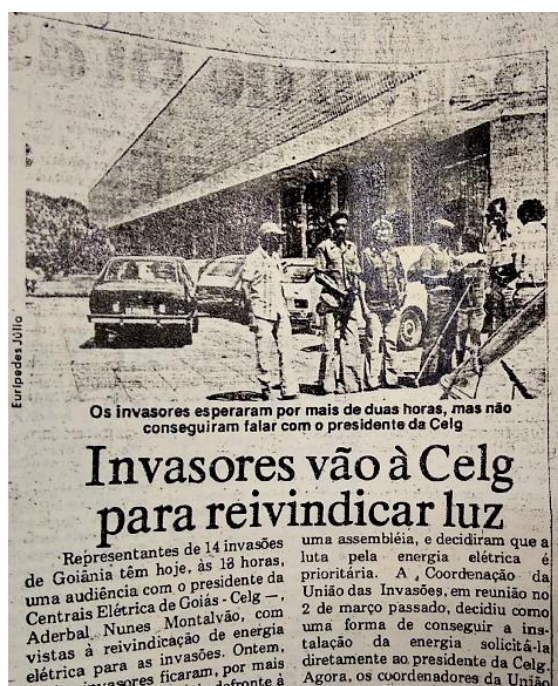 Eurípedes Júlio
Os invasores esperaram por mais de duas horas, mas não
conseguiram falar com o presidente da Celg
Invasores vão à Celg
para reivindicar luz
Representantes de 14 invasões
de Goiânia têm hoje, às 18 horas,
uma audiência com o presidente da
Centrais Elétrica de Goiás - Celg —,
Aderbal Nunes Montalvão, com
vistas à reivindicação de energia
elétrica para as invasões. Ontem,
invasores ficaram, por mais
defronte à
uma assembléia, e decidiram que a
luta pela energia elétrica é
prioritária. A Coordenação da
União das Invasões, em reunião no
2 de março passado, decidiu como
uma forma de conseguir a ins-
talação da energia solicitá-la
diretamente ao presidente da Celg.
Agora, os coordenadores da União